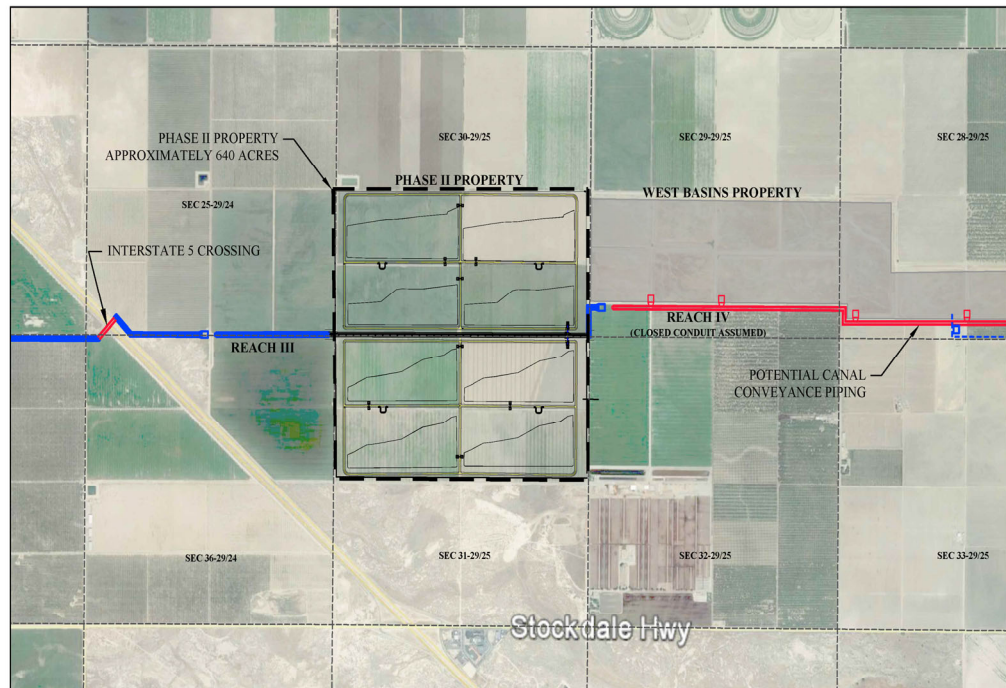 SEC 30-29/25
SEC 29-29/25
SEC 28-29/25
PHASE II PROPERTY
APPROXIMATELY 640 ACRES
PHASE II PROPERTY
WEST BASINS PROPERTY
SEC 25-29/24
INTERSTATE 5 CROSSING
REACH III
REACH IV
(CLOSED CONDUIT ASSUMED)
POTENTIAL CANAL
CONVEYANCE PIPING
SEC 36-29/24
SEC 31-29/25
SEC 32-29/25
SEC 33-29/25
Stockdale Hwy